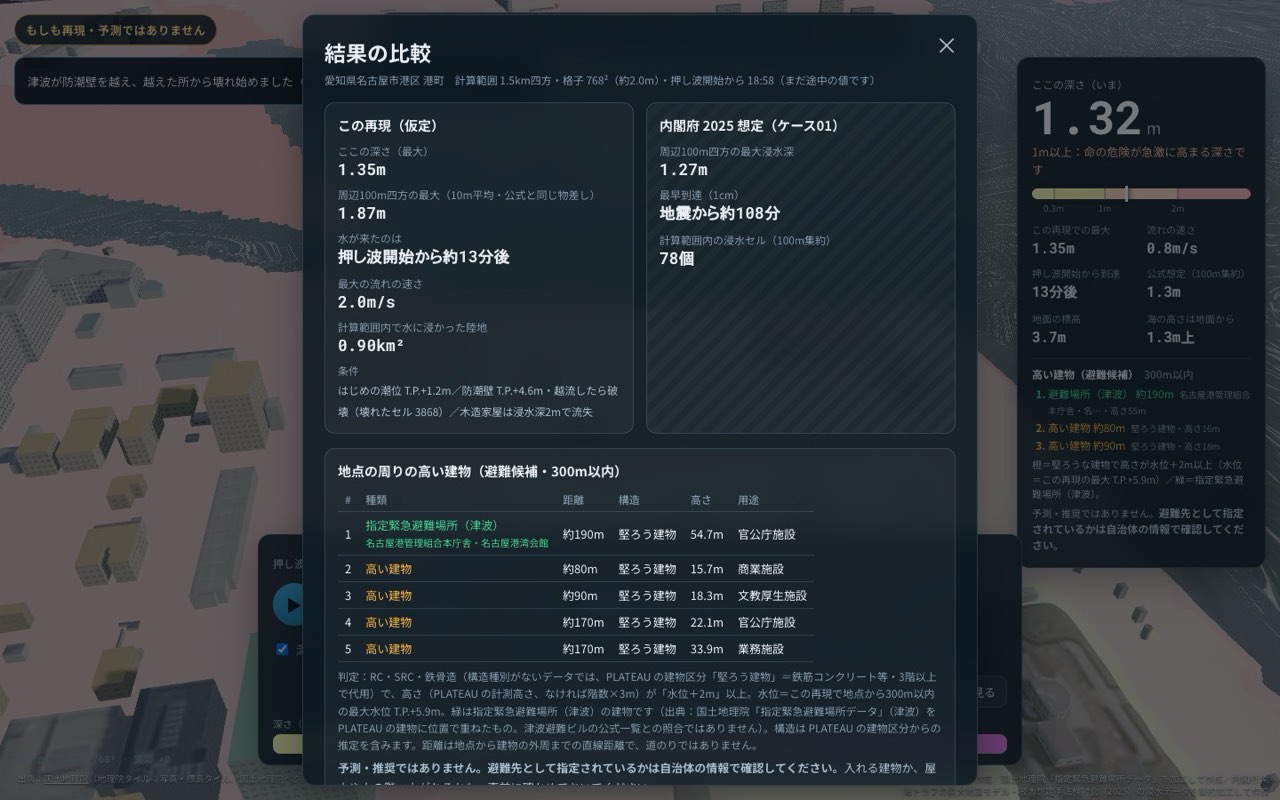 もしも再現・予測ではありません
津波が防潮壁を越え、越えた所から壊れ始めました
結果の比較
愛知県名古屋市港区 港町　計算範囲 1.5km四方・格子 768²（約2.0m）・押し波開始から 18:58（まだ途中の値です）
この再現（仮定）
ここの深さ（最大）
1.35m
周辺100m四方の最大（10m平均・公式と同じ物差し）
1.87m
水が来たのは
押し波開始から約13分後
最大の流れの速さ
2.0m/s
計算範囲内で水に浸かった陸地
0.90km²
条件
はじめの潮位 T.P.+1.2m／防潮壁 T.P.+4.6m・越流したら破
壊（壊れたセル 3868）／木造家屋は浸水深2mで流失
内閣府 2025 想定（ケース01）
周辺100m四方の最大浸水深
1.27m
最早到達（1cm）
地震から約108分
計算範囲内の浸水セル（100m集約）
78個
地点の周りの高い建物（避難候補・300m以内）
# 種類 距離 構造 高さ 用途
1 指定緊急避難場所（津波） 約190m 堅ろう建物 54.7m 官公庁施設
名古屋港管理組合本庁舎・名古屋港湾会館
2 高い建物 約80m 堅ろう建物 15.7m 商業施設
3 高い建物 約90m 堅ろう建物 18.3m 文教厚生施設
4 高い建物 約170m 堅ろう建物 22.1m 官公庁施設
5 高い建物 約170m 堅ろう建物 33.9m 業務施設
判定：RC・SRC・鉄骨造（構造種別がないデータでは、PLATEAU の建物区分「堅ろう建物」＝鉄筋コンクリート等・3階以上
で代用）で、高さ（PLATEAU の計測高さ、なければ階数×3m）が「水位＋2m」以上。水位＝この再現で地点から300m以内
の最大水位 T.P.+5.9m。緑は指定緊急避難場所（津波）の建物です（出典：国土地理院「指定緊急避難場所データ」（津波）を
PLATEAU の建物に位置で重ねたもの。津波避難ビルの公式一覧との照合ではありません）。構造は PLATEAU の建物区分からの
推定を含みます。距離は地点から建物の外周までの直線距離で、道のりではありません。
予測・推奨ではありません。避難先として指定されているかは自治体の情報で確認してください。入れる建物か、屋
ここの深さ（いま）
1.32 m
1m以上：命の危険が急激に高まる深さで
す
0.3m 1m 2m
この再現での最大 流れの速さ
1.35m 0.8m/s
押し波開始から到達 公式想定（100m集約）
13分後 1.3m
地面の標高 海の高さは地面から
3.7m 1.3m上
高い建物（避難候補） 300m以内
1. 避難場所（津波） 約190m 名古屋港管理組合
本庁舎・名…・高さ55m
2. 高い建物 約80m 堅ろう建物・高さ16m
3. 高い建物 約90m 堅ろう建物・高さ18m
橙＝堅ろうな建物で高さが水位＋2m以上（水位
＝この再現の最大 T.P.+5.9m）／緑＝指定緊急避
難場所（津波）。
予測・推奨ではありません。避難先として指定
されているかは自治体の情報で確認してくだ
さい。
押し波
深さ（
見る